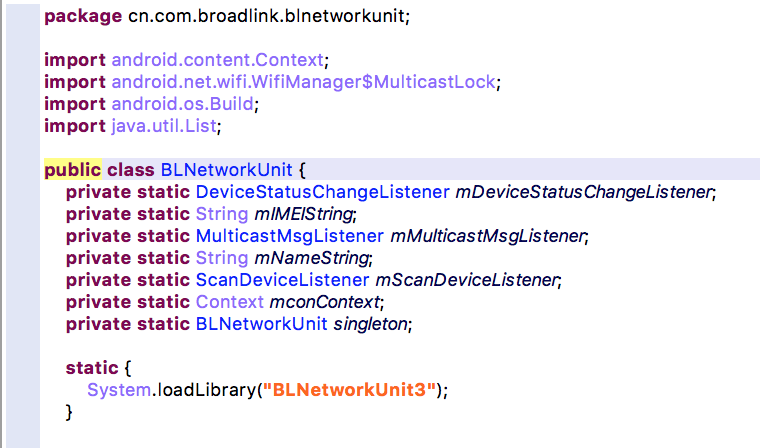 package cn.com.broadlink.blnetworkunit;
import android.content.Context;
import android.net.wifi.WifiManager$MulticastLock;
import android.os.Build;
import java.util.List;
public class BLNetworkUnit {
private static DeviceStatusChangeListener mDeviceStatusChangeListener;
private static String mIMEIString;
private static MulticastMsgListener mMulticastMsgListener;
private static String mNameString;
private static ScanDeviceListener mScanDeviceListener;
private static Context mconContext;
private static BLNetworkUnit singleton;
static {
System.loadLibrary("BLNetworkUnit3");
}